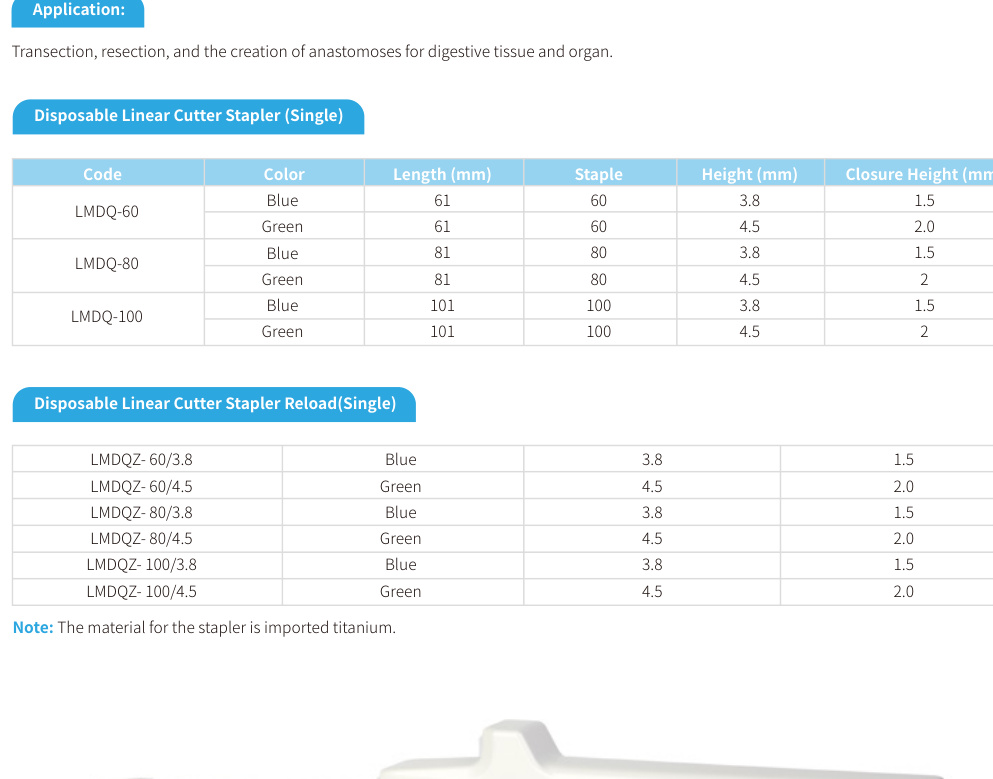 Application:
Transection, resection, and the creation of anastomoses for digestive tissue and organ.
Disposable Linear Cutter Stapler (Single)
Code Color Length (mm) Staple Height (mm) Closure Height (mm
LMDQ-60 Blue 61 60 3.8 1.5
Green 61 60 4.5 2.0
LMDQ-80 Blue 81 80 3.8 1.5
Green 81 80 4.5 2
LMDQ-100 Blue 101 100 3.8 1.5
Green 101 100 4.5 2
Disposable Linear Cutter Stapler Reload(Single)
LMDQZ- 60/3.8 Blue 3.8 1.5
LMDQZ- 60/4.5 Green 4.5 2.0
LMDQZ- 80/3.8 Blue 3.8 1.5
LMDQZ- 80/4.5 Green 4.5 2.0
LMDQZ- 100/3.8 Blue 3.8 1.5
LMDQZ- 100/4.5 Green 4.5 2.0
Note: The material for the stapler is imported titanium.